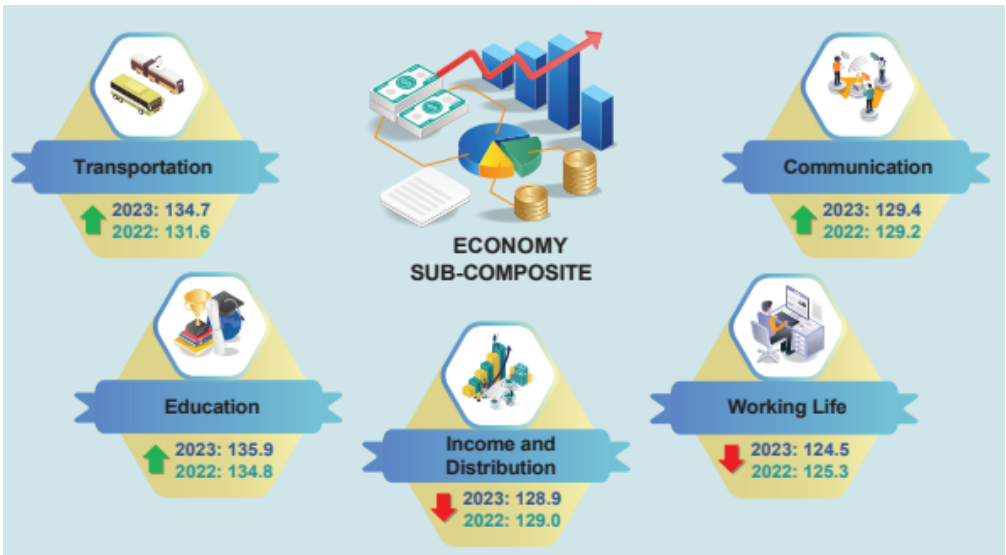 Transportation
2023: 134.7
2022: 131.6
ECONOMY
SUB-COMPOSITE
Communication
2023: 129.4
2022: 129.2
Education
2023: 135.9
2022: 134.8
Income and
Distribution
2023: 128.9
2022: 129.0
Working Life
2023: 124.5
2022: 125.3